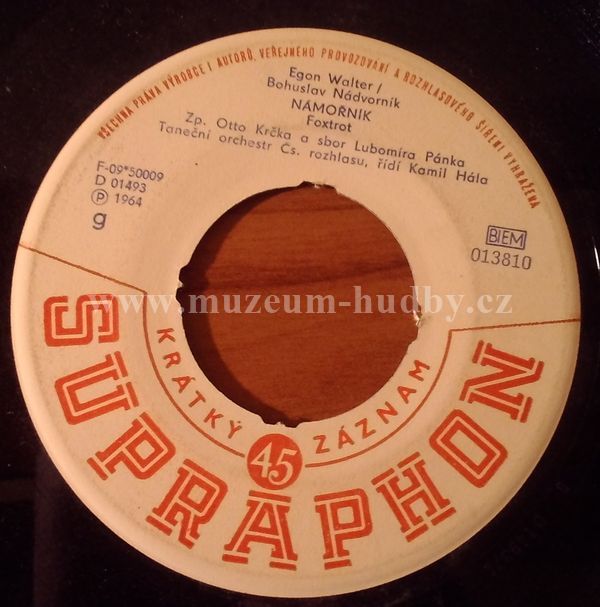 VŠECHNA PRÁVA VÝROBCE I AUTORŮ, VEŘEJNÉHO PROVOZOVÁNÍ A ROZHLASOVÉHO ŠÍŘENÍ VYHRAŽENA
Egon Walter /
Bohuslav Nádvorník
NÁMOŘNÍK
Foxtrot
Zp. Otto Krčka a sbor Lubomíra Pánka
Taneční orchestr Čs. rozhlasu, řídí Kamil Hála
F-09*50009
D 01493
Ⓟ 1964
g
BIEM
013810
www.muzeum-hudby.cz
KRÁTKÝ 45 ZÁZNAM
SUPRAPHON